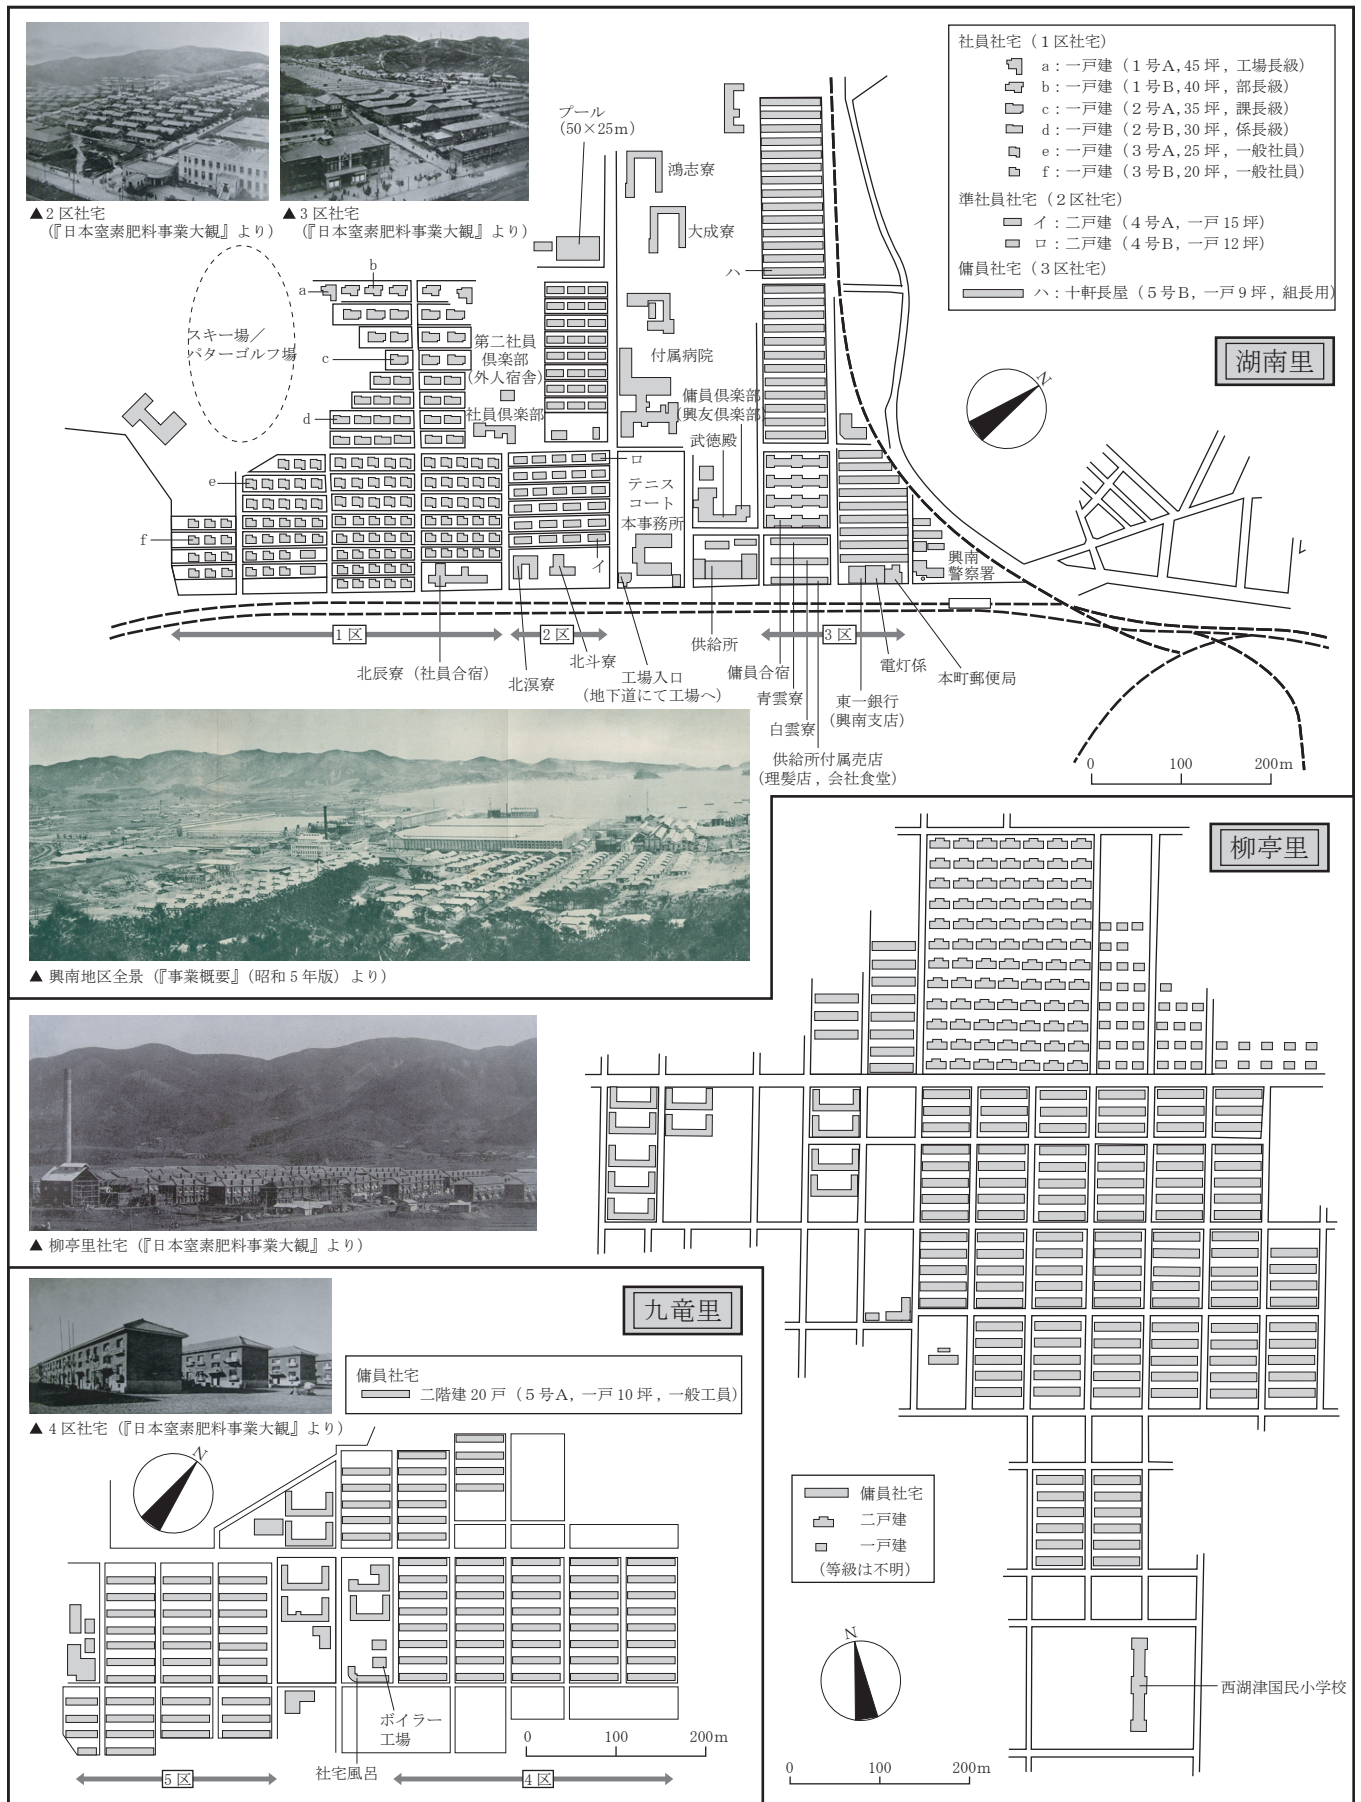 ▲2区社宅
(『日本窒素肥料事業大観』より)
▲3区社宅
(『日本窒素肥料事業大観』より)
プール
(50×25m)
鴻志寮
大成寮
ハ
社員社宅（1区社宅）
a：一戸建（1号A, 45坪, 工場長級）
b：一戸建（1号B, 40坪, 部長級）
c：一戸建（2号A, 35坪, 課長級）
d：一戸建（2号B, 30坪, 係長級）
e：一戸建（3号A, 25坪, 一般社員）
f：一戸建（3号B, 20坪, 一般社員）
準社員社宅（2区社宅）
イ：二戸建（4号A, 一戸15坪）
ロ：二戸建（4号B, 一戸12坪）
傭員社宅（3区社宅）
ハ：十軒長屋（5号B, 一戸9坪, 組長用）
湖南里
N
a
b
スキー場／
パターゴルフ場
c
d
e
f
第二社員
倶楽部
(外人宿舎)
社員倶楽部
付属病院
傭員倶楽部
(興友倶楽部)
武徳殿
ロ
テニス
コート
本事務所
イ
興南
警察署
1区
2区
3区
北辰寮（社員合宿）
北溟寮
北斗寮
工場入口
(地下道にて工場へ)
供給所
傭員合宿
青雲寮
白雲寮
供給所付属売店
(理髪店, 会社食堂)
東一銀行
(興南支店)
電灯係
本町郵便局
0 100 200m
▲ 興南地区全景（『事業概要』（昭和5年版）より）
柳亭里
▲ 柳亭里社宅（『日本窒素肥料事業大観』より）
傭員社宅
二戸建
一戸建
(等級は不明)
N
西湖津国民小学校
0 100 200m
九竜里
傭員社宅
二階建20戸（5号A, 一戸10坪, 一般工員）
▲ 4区社宅（『日本窒素肥料事業大観』より）
N
ボイラー
工場
社宅風呂
0 100 200m
5区
4区